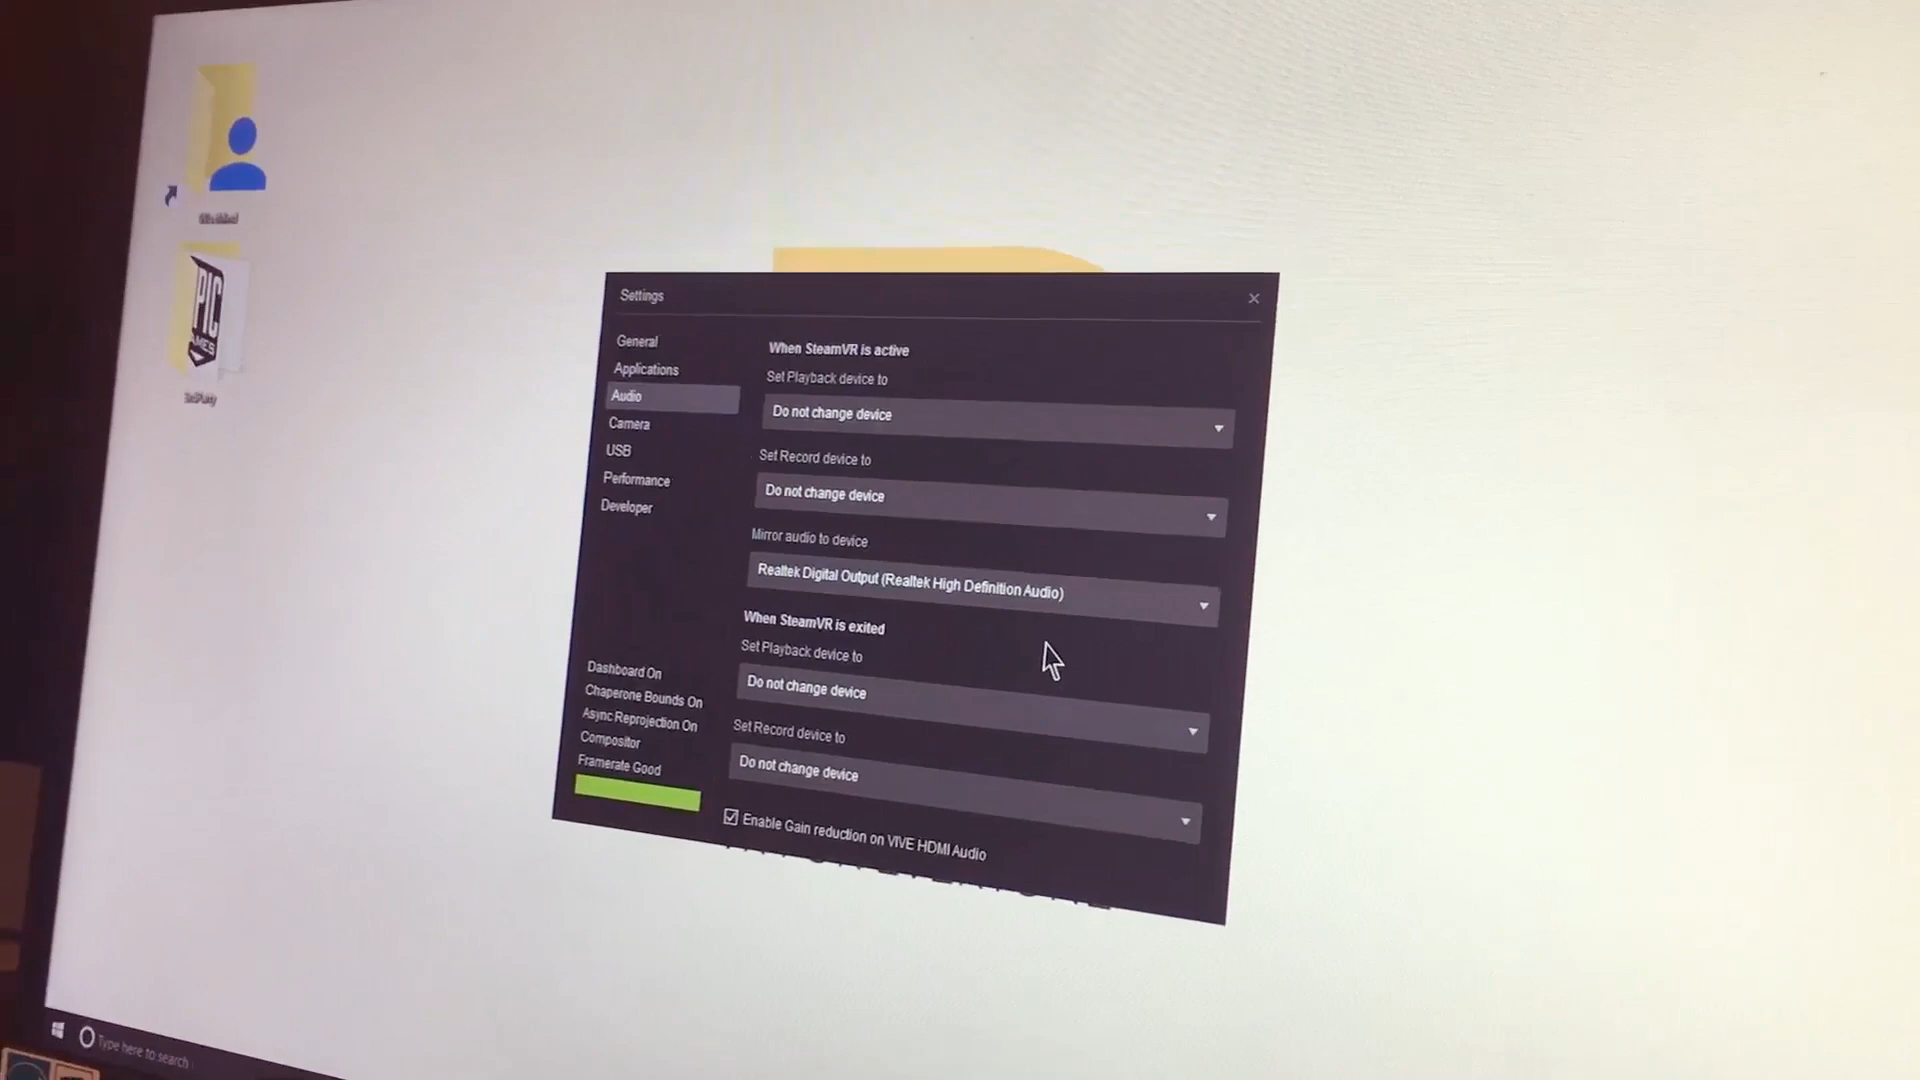 PIC
MES
Settings
General
Applications
Audio
Camera
USB
Performance
Developer
Dashboard On
Chaperone Bounds On
Async Reprojection On
Compositor
Framerate Good
When SteamVR is active
Set Playback device to
Do not change device
Set Record device to
Do not change device
Mirror audio to device
Realtek Digital Output (Realtek High Definition Audio)
When SteamVR is exited
Set Playback device to
Do not change device
Set Record device to
Do not change device
Enable Gain reduction on VIVE HDMI Audio
Type here to search